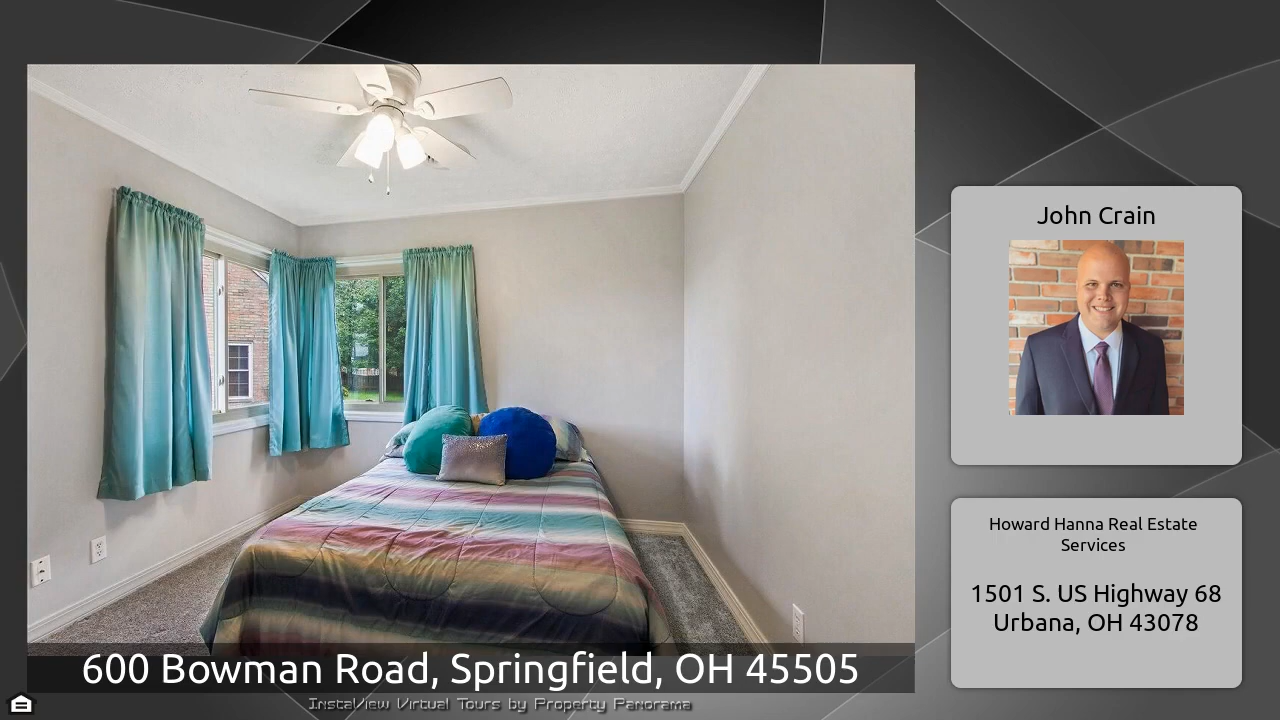 John Crain
Howard Hanna Real Estate
Services
1501 S. US Highway 68
Urbana, OH 43078
600 Bowman Road, Springfield, OH 45505
InstaView Virtual Tours by Property Panorama